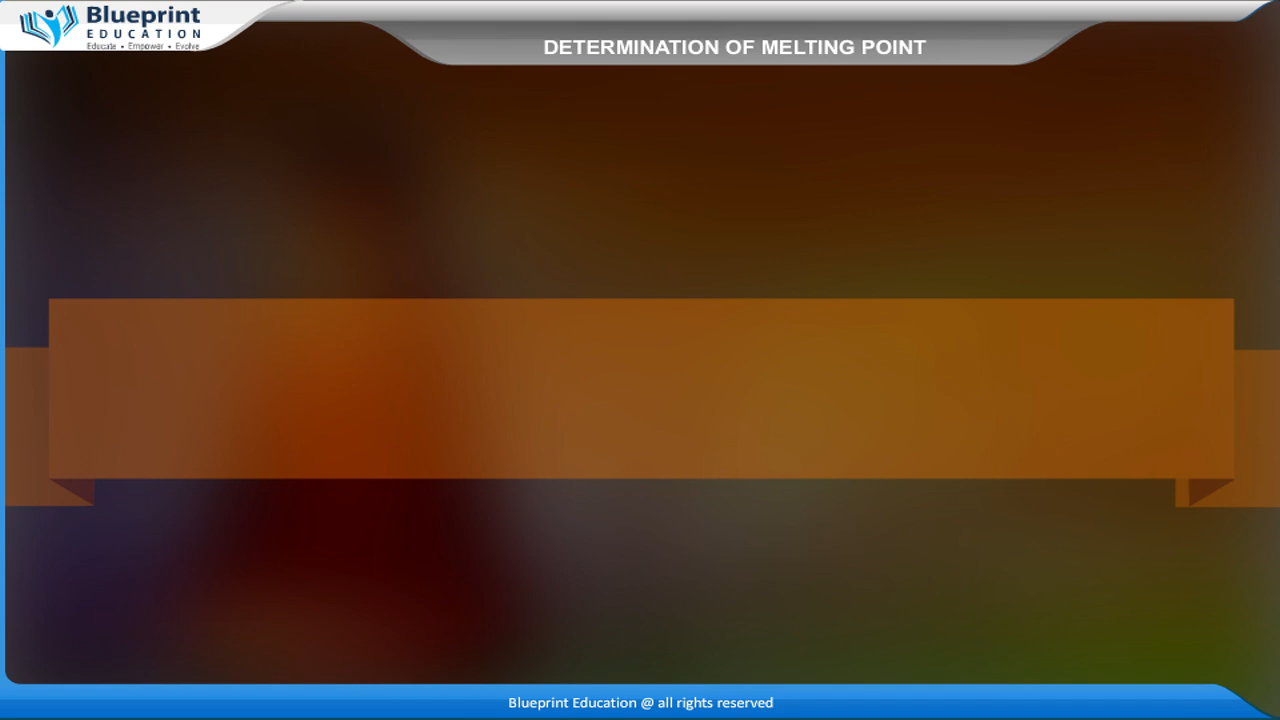 Blueprint
EDUCATION
Educate • Empower • Evolve
DETERMINATION OF MELTING POINT
Blueprint Education @ all rights reserved